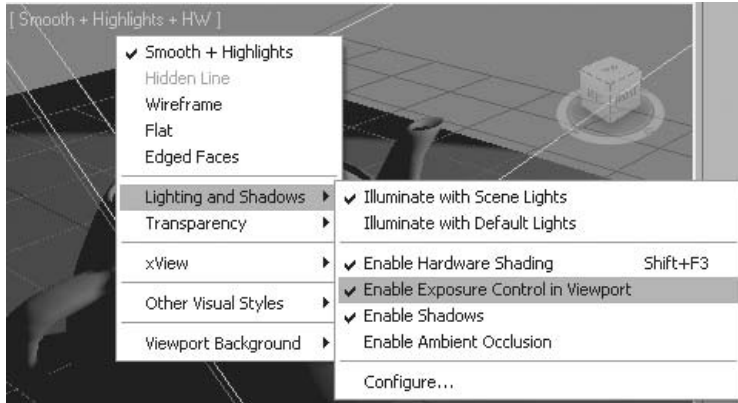 [ Smooth + Highlights + HW ]
Smooth + Highlights
Hidden Line
Wireframe
Flat
Edged Faces
Lighting and Shadows
Transparency
xView
Other Visual Styles
Viewport Background
Illuminate with Scene Lights
Illuminate with Default Lights
Enable Hardware Shading Shift+F3
Enable Exposure Control in Viewport
Enable Shadows
Enable Ambient Occlusion
Configure...